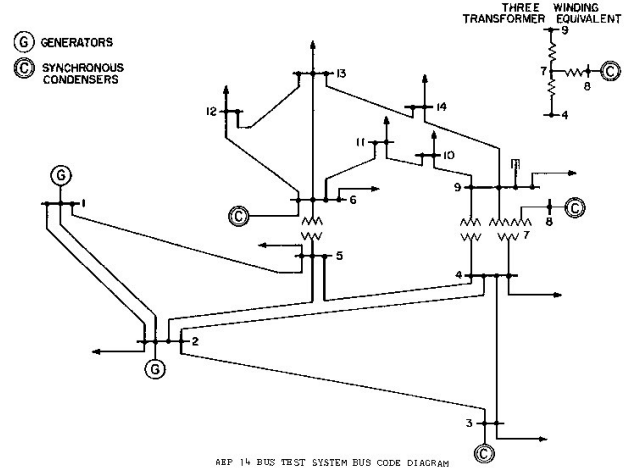 THREE WINDING
TRANSFORMER EQUIVALENT
9
7
8
C
4
G GENERATORS
C SYNCHRONOUS
CONDENSERS
13
14
12
11
10
9
C
6
G
1
C
8
7
5
4
2
G
3
C
AEP 14 BUS TEST SYSTEM BUS CODE DIAGRAM